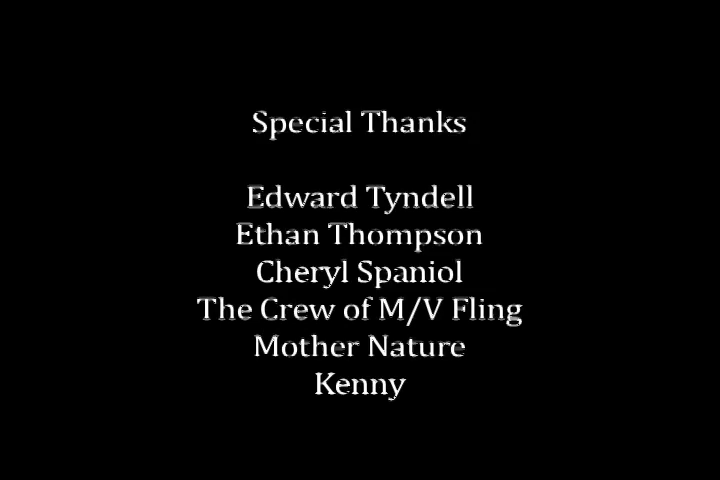 Special Thanks
Edward Tyndell
Ethan Thompson
Cheryl Spaniol
The Crew of M/V Fling
Mother Nature
Kenny